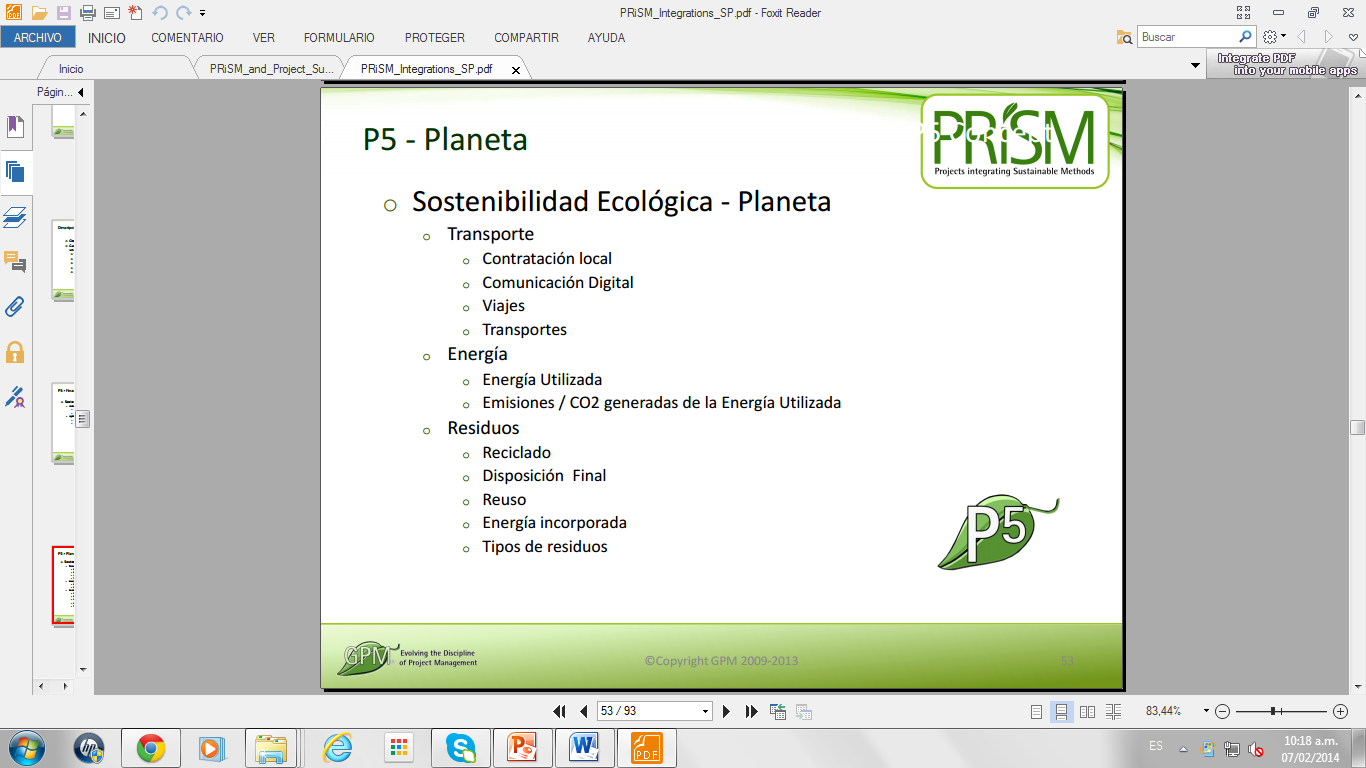 PRiSM_Integrations_SP.pdf - Foxit Reader
ARCHIVO INICIO COMENTARIO VER FORMULARIO PROTEGER COMPARTIR AYUDA Buscar
Inicio PRiSM_and_Project_Su... PRiSM_Integrations_SP.pdf
Integrate PDF
into your mobile apps
Págin...
P5 - Planeta
PRiSM
Projects integrating Sustainable Methods
Sostenibilidad Ecológica - Planeta
Transporte
Contratación local
Comunicación Digital
Viajes
Transportes
Energía
Energía Utilizada
Emisiones / CO2 generadas de la Energía Utilizada
Residuos
Reciclado
Disposición Final
Reuso
Energía incorporada
Tipos de residuos
P5
GPM
Evolving the Discipline
of Project Management
©Copyright GPM 2009-2013
53
53 / 93
83,44%
ES
10:18 a.m.
07/02/2014